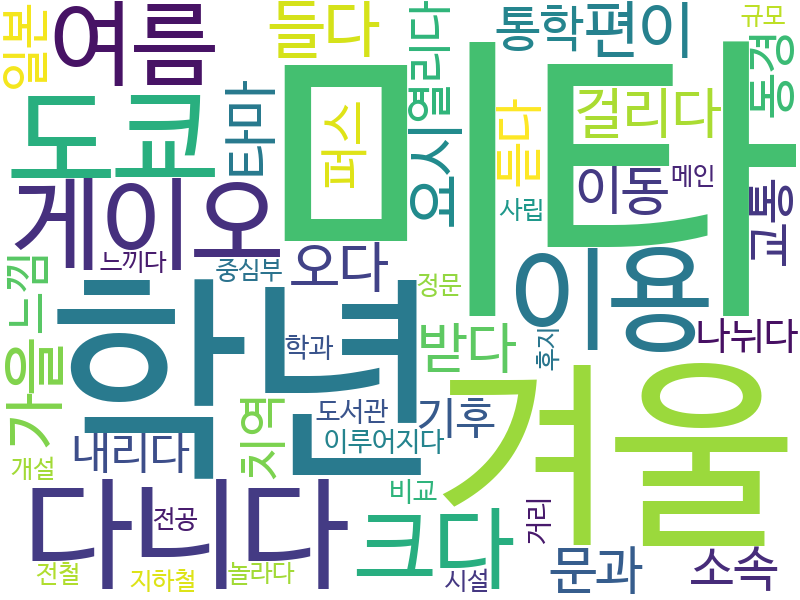 일본
여름
들다
열리다
통학
편이
규모
동경
도쿄
타마
미타
퍼스
요시
듣다
걸리다
게이오
이동
메인
사립
교통
느끼다
중심부
오다
정문
이용
느낌
학년
학과
받다
후지
나뉘다
가을
겨울
내리다
지역
도서관
기후
이루어지다
개설
다니다
전공
비교
크다
거리
문과
소속
전철
지하철
놀라다
시설